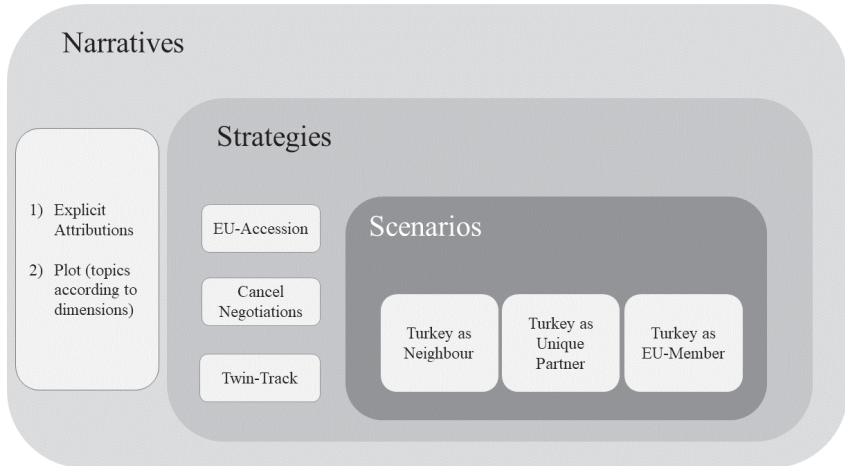 Narratives
Strategies
1) Explicit
Attributions
2) Plot (topics
according to
dimensions)
EU-Accession
Cancel
Negotiations
Twin-Track
Scenarios
Turkey as
Neighbour
Turkey as
Unique
Partner
Turkey as
EU-Member